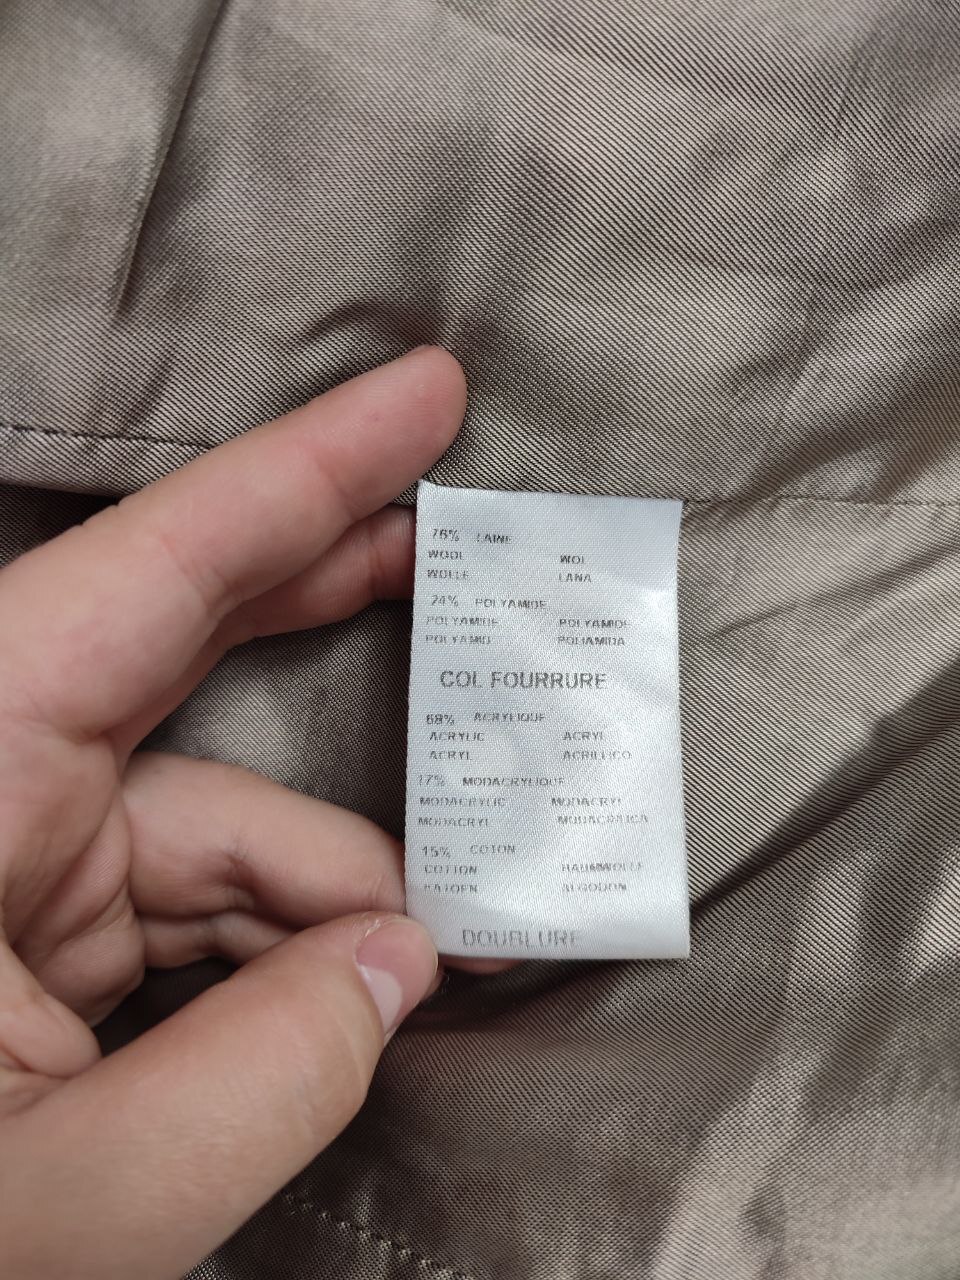 76% LAINE
WOOL WOL
WOLLE LANA
24% POLYAMIDE
POLYAMIDE POLYAMIDE
POLYAMID POLIAMIDA
COL FOURRURE
68% ACRYLIQUE
ACRYLIC ACRYL
ACRYL ACRILICO
17% MODACRYLIQUE
MODACRYLIC MODACRYL
MODACRYL MODACRILICA
15% COTON
COTTON BAUMWOLLE
KATOEN ALGODON
DOUBLURE